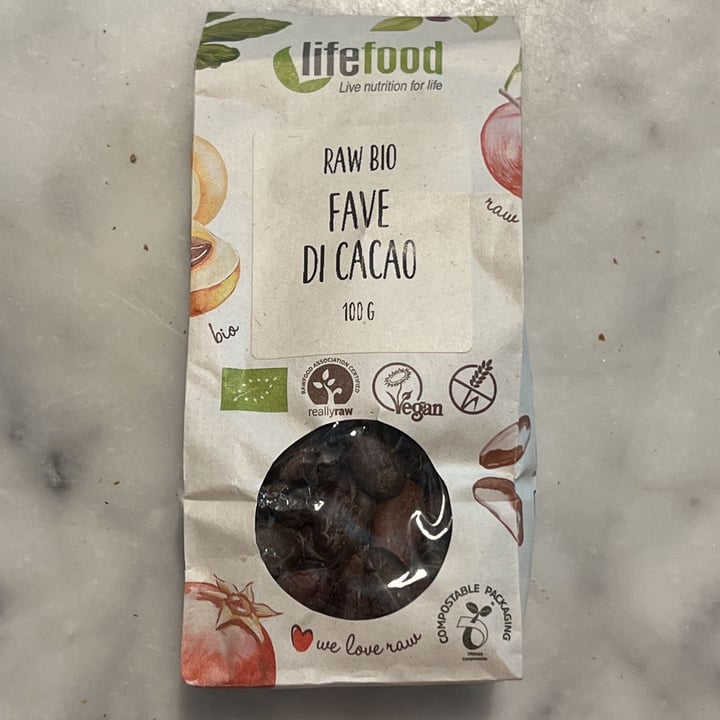 lifefood
Live nutrition for life
RAW BIO
FAVE
DI CACAO
100 G
raw
bio
RAWFOOD ASSOCIATION CERTIFIED
reallyraw
Vegan
we love raw
COMPOSTABLE PACKAGING